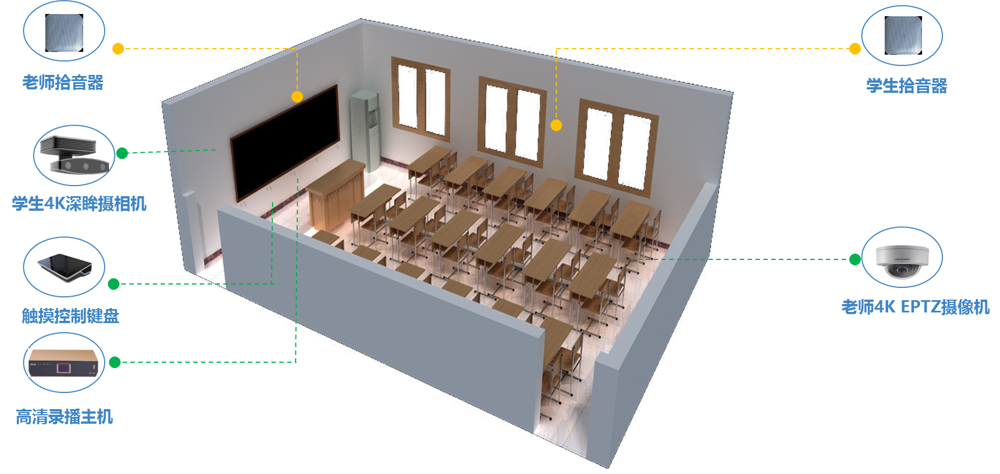 老师拾音器
学生拾音器
学生4K深眸摄相机
触摸控制键盘
老师4K EPTZ摄像机
高清录播主机
HIKVISION